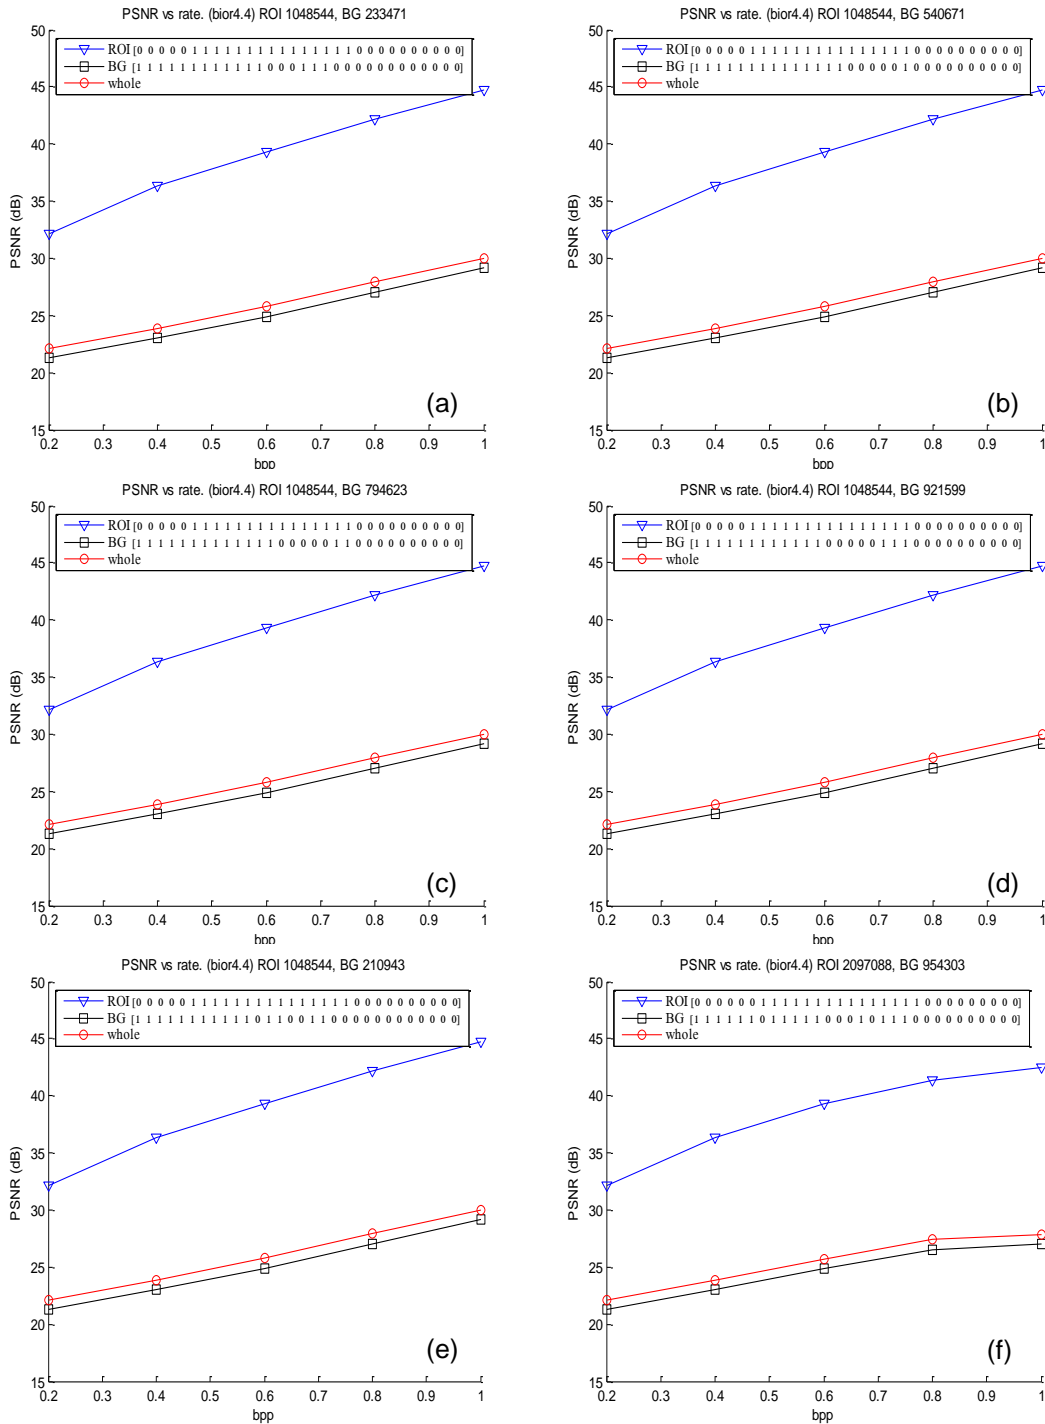 PSNR vs rate. (bior4.4) ROI 1048544, BG 233471
ROI [0 0 0 0 0 1 1 1 1 1 1 1 1 1 1 1 1 1 1 1 0 0 0 0 0 0 0 0 0 0]
BG [1 1 1 1 1 1 1 1 1 1 1 1 0 0 0 1 1 1 0 0 0 0 0 0 0 0 0 0 0 0]
whole
PSNR (dB)
50
45
40
35
30
25
20
15
0.2 0.3 0.4 0.5 0.6 0.7 0.8 0.9 1
bpp
(a)
PSNR vs rate. (bior4.4) ROI 1048544, BG 540671
ROI [0 0 0 0 0 1 1 1 1 1 1 1 1 1 1 1 1 1 1 1 0 0 0 0 0 0 0 0 0 0]
BG [1 1 1 1 1 1 1 1 1 1 1 1 1 1 0 0 0 0 0 1 0 0 0 0 0 0 0 0 0 0]
whole
PSNR (dB)
50
45
40
35
30
25
20
15
0.2 0.3 0.4 0.5 0.6 0.7 0.8 0.9 1
bpp
(b)
PSNR vs rate. (bior4.4) ROI 1048544, BG 794623
ROI [0 0 0 0 0 1 1 1 1 1 1 1 1 1 1 1 1 1 1 1 0 0 0 0 0 0 0 0 0 0]
BG [1 1 1 1 1 1 1 1 1 1 1 1 1 0 0 0 0 0 1 1 0 0 0 0 0 0 0 0 0 0]
whole
PSNR (dB)
50
45
40
35
30
25
20
15
0.2 0.3 0.4 0.5 0.6 0.7 0.8 0.9 1
bpp
(c)
PSNR vs rate. (bior4.4) ROI 1048544, BG 921599
ROI [0 0 0 0 0 1 1 1 1 1 1 1 1 1 1 1 1 1 1 1 0 0 0 0 0 0 0 0 0 0]
BG [1 1 1 1 1 1 1 1 1 1 1 1 0 0 0 0 0 1 1 1 0 0 0 0 0 0 0 0 0 0]
whole
PSNR (dB)
50
45
40
35
30
25
20
15
0.2 0.3 0.4 0.5 0.6 0.7 0.8 0.9 1
bpp
(d)
PSNR vs rate. (bior4.4) ROI 1048544, BG 210943
ROI [0 0 0 0 0 1 1 1 1 1 1 1 1 1 1 1 1 1 1 1 0 0 0 0 0 0 0 0 0 0]
BG [1 1 1 1 1 1 1 1 1 1 1 0 1 1 0 0 1 1 0 0 0 0 0 0 0 0 0 0 0 0]
whole
PSNR (dB)
50
45
40
35
30
25
20
15
0.2 0.3 0.4 0.5 0.6 0.7 0.8 0.9 1
bpp
(e)
PSNR vs rate. (bior4.4) ROI 2097088, BG 954303
ROI [0 0 0 0 0 0 1 1 1 1 1 1 1 1 1 1 1 1 1 1 1 0 0 0 0 0 0 0 0 0]
BG [1 1 1 1 1 1 0 1 1 1 1 1 0 0 0 1 0 1 1 1 0 0 0 0 0 0 0 0 0 0]
whole
PSNR (dB)
50
45
40
35
30
25
20
15
0.2 0.3 0.4 0.5 0.6 0.7 0.8 0.9 1
bpp
(f)